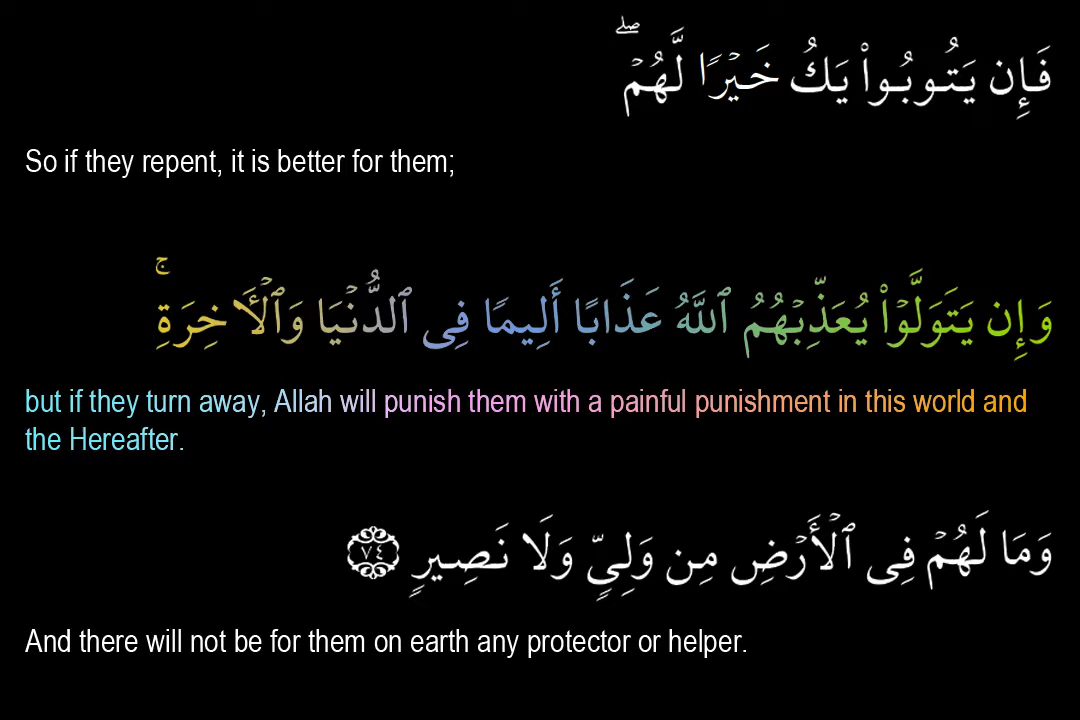 فَإِن يَتُوبُوا۟ يَكُ خَيْرًا لَّهُمْ ۖ
So if they repent, it is better for them;
وَإِن يَتَوَلَّوْا۟ يُعَذِّبْهُمُ ٱللَّهُ عَذَابًا أَلِيمًا فِى ٱلدُّنْيَا وَٱلْـَٔاخِرَةِ ۚ
but if they turn away, Allah will punish them with a painful punishment in this world and
the Hereafter.
وَمَا لَهُمْ فِى ٱلْأَرْضِ مِن وَلِىٍّ وَلَا نَصِيرٍ ٧٤
And there will not be for them on earth any protector or helper.